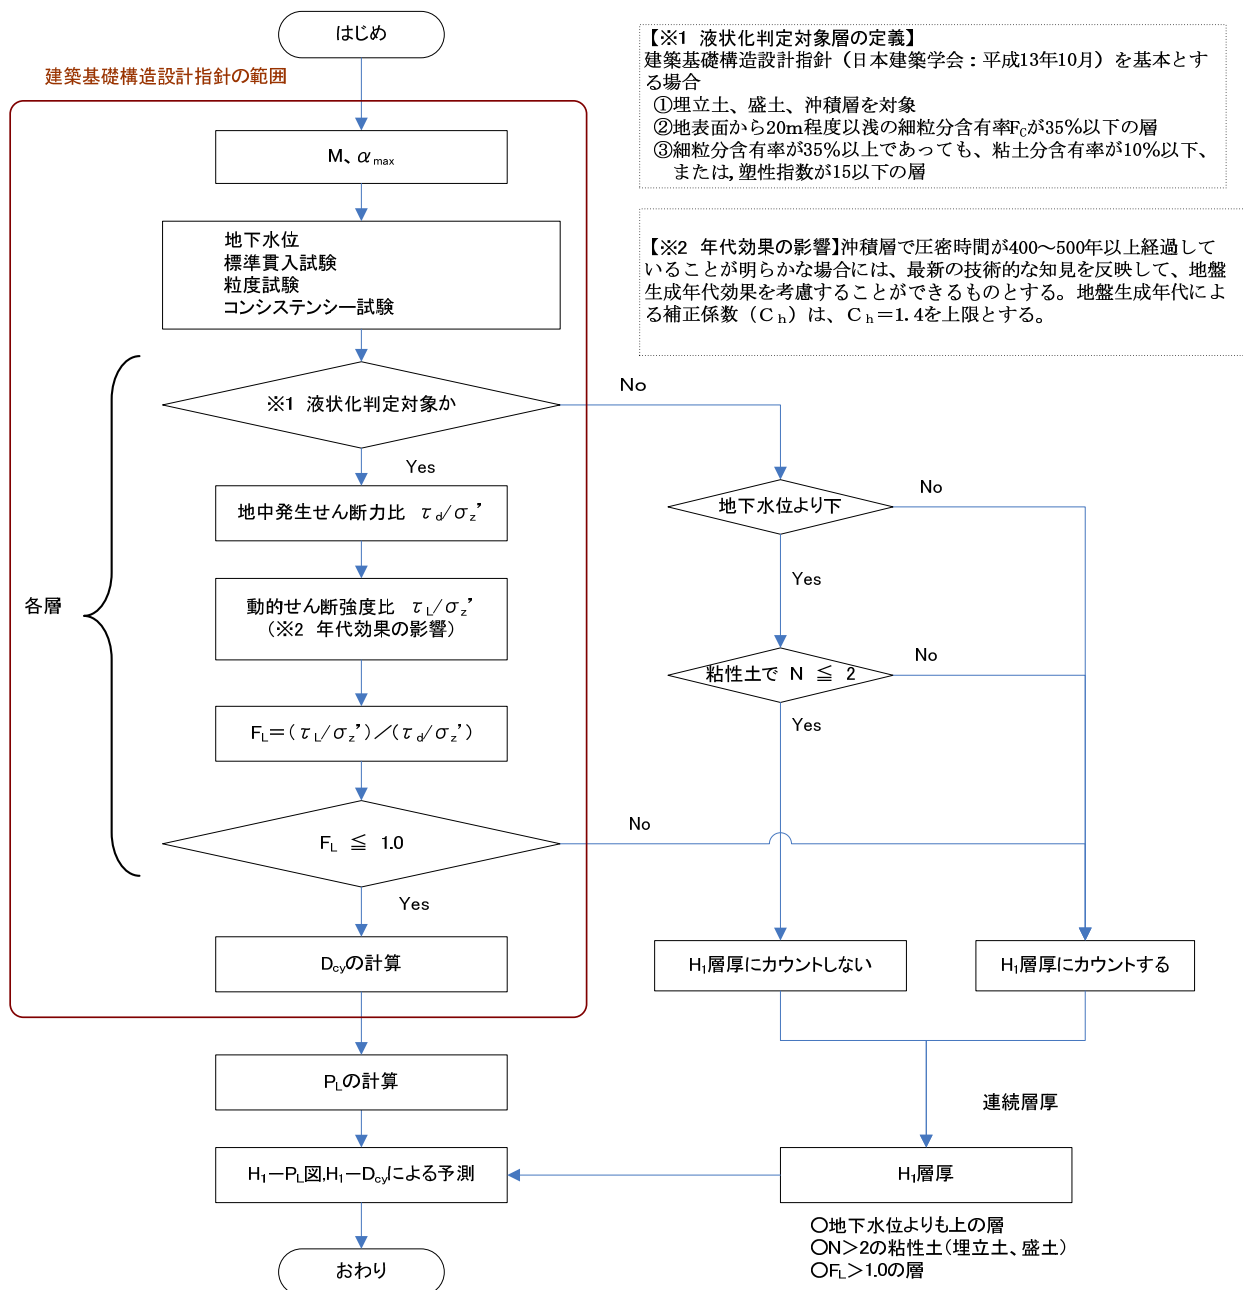 はじめ
建築基礎構造設計指針の範囲
M、αmax
地下水位
標準貫入試験
粒度試験
コンシステンシー試験
【※1 液状化判定対象層の定義】
建築基礎構造設計指針（日本建築学会：平成13年10月）を基本とす
る場合
①埋立土、盛土、沖積層を対象
②地表面から20m程度以浅の細粒分含有率FCが35%以下の層
③細粒分含有率が35%以上であっても、粘土分含有率が10%以下、
または,塑性指数が15以下の層
【※2 年代効果の影響】沖積層で圧密時間が400～500年以上経過して
いることが明らかな場合には、最新の技術的な知見を反映して、地盤
生成年代効果を考慮することができるものとする。地盤生成年代によ
る補正係数（Ｃｈ）は、Ｃｈ＝1.4を上限とする。
※1 液状化判定対象か
No
Yes
地中発生せん断力比 τd/σz’
地下水位より下
No
Yes
各層
動的せん断強度比 τL/σz’
（※2 年代効果の影響）
粘性土で N ≦ 2
No
Yes
FL＝(τL/σz’)／(τd/σz’)
FL ≦ 1.0
No
Yes
Dcyの計算
H1層厚にカウントしない
H1層厚にカウントする
PLの計算
連続層厚
H1－PL図,H1－Dcyによる予測
H1層厚
○地下水位よりも上の層
○N＞2の粘性土（埋立土、盛土）
○FL＞1.0の層
おわり